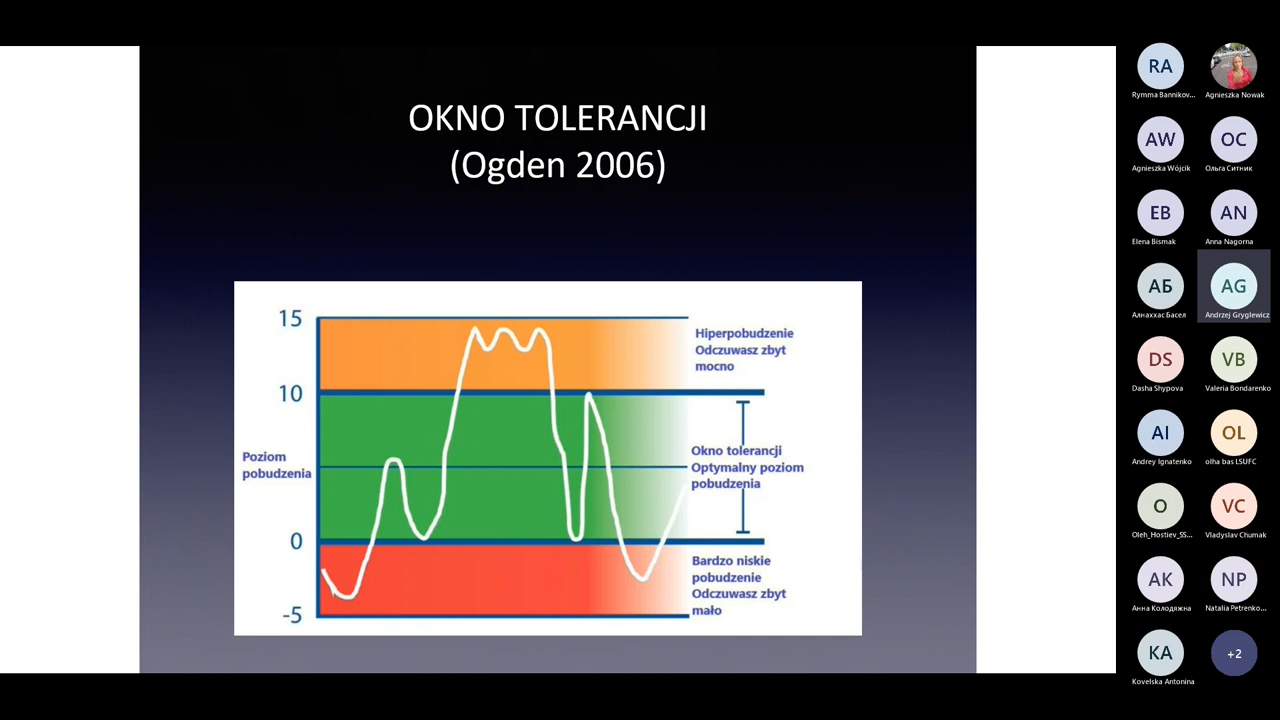 OKNO TOLERANCJI
(Ogden 2006)
15
10
0
-5
Poziom
pobudzenia
Hiperpobudzenie
Odczuwasz zbyt
mocno
Okno tolerancji
Optymalny poziom
pobudzenia
Bardzo niskie
pobudzenie
Odczuwasz zbyt
mało
RA
Rymma Bannikov...
Agnieszka Nowak
AW
Agnieszka Wójcik
OC
Ольга Ситник
EB
Elena Bismak
AN
Anna Nagorna
АБ
Алнаххас Басел
AG
Andrzej Gryglewicz
DS
Dasha Shypova
VB
Valeria Bondarenko
AI
Andrey Ignatenko
OL
olha bas LSUFC
O
Oleh_Hostiev_SS...
VC
Vladyslav Chumak
АК
Анна Колодяжна
NP
Natalia Petrenko...
KA
Kovelska Antonina
+2